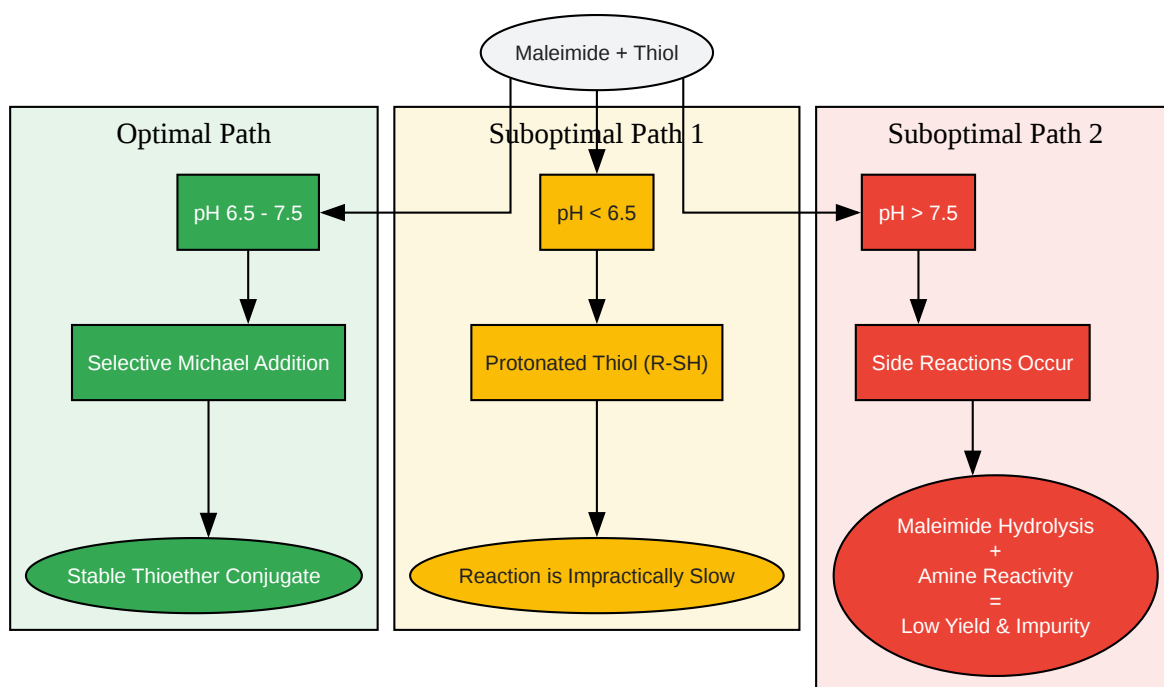 Maleimide + Thiol
Optimal Path
Suboptimal Path 1
Suboptimal Path 2
pH 6.5 - 7.5
pH < 6.5
pH > 7.5
Selective Michael Addition
Protonated Thiol (R-SH)
Side Reactions Occur
Stable Thioether Conjugate
Reaction is Impractically Slow
Maleimide Hydrolysis
+
Amine Reactivity
=
Low Yield & Impurity